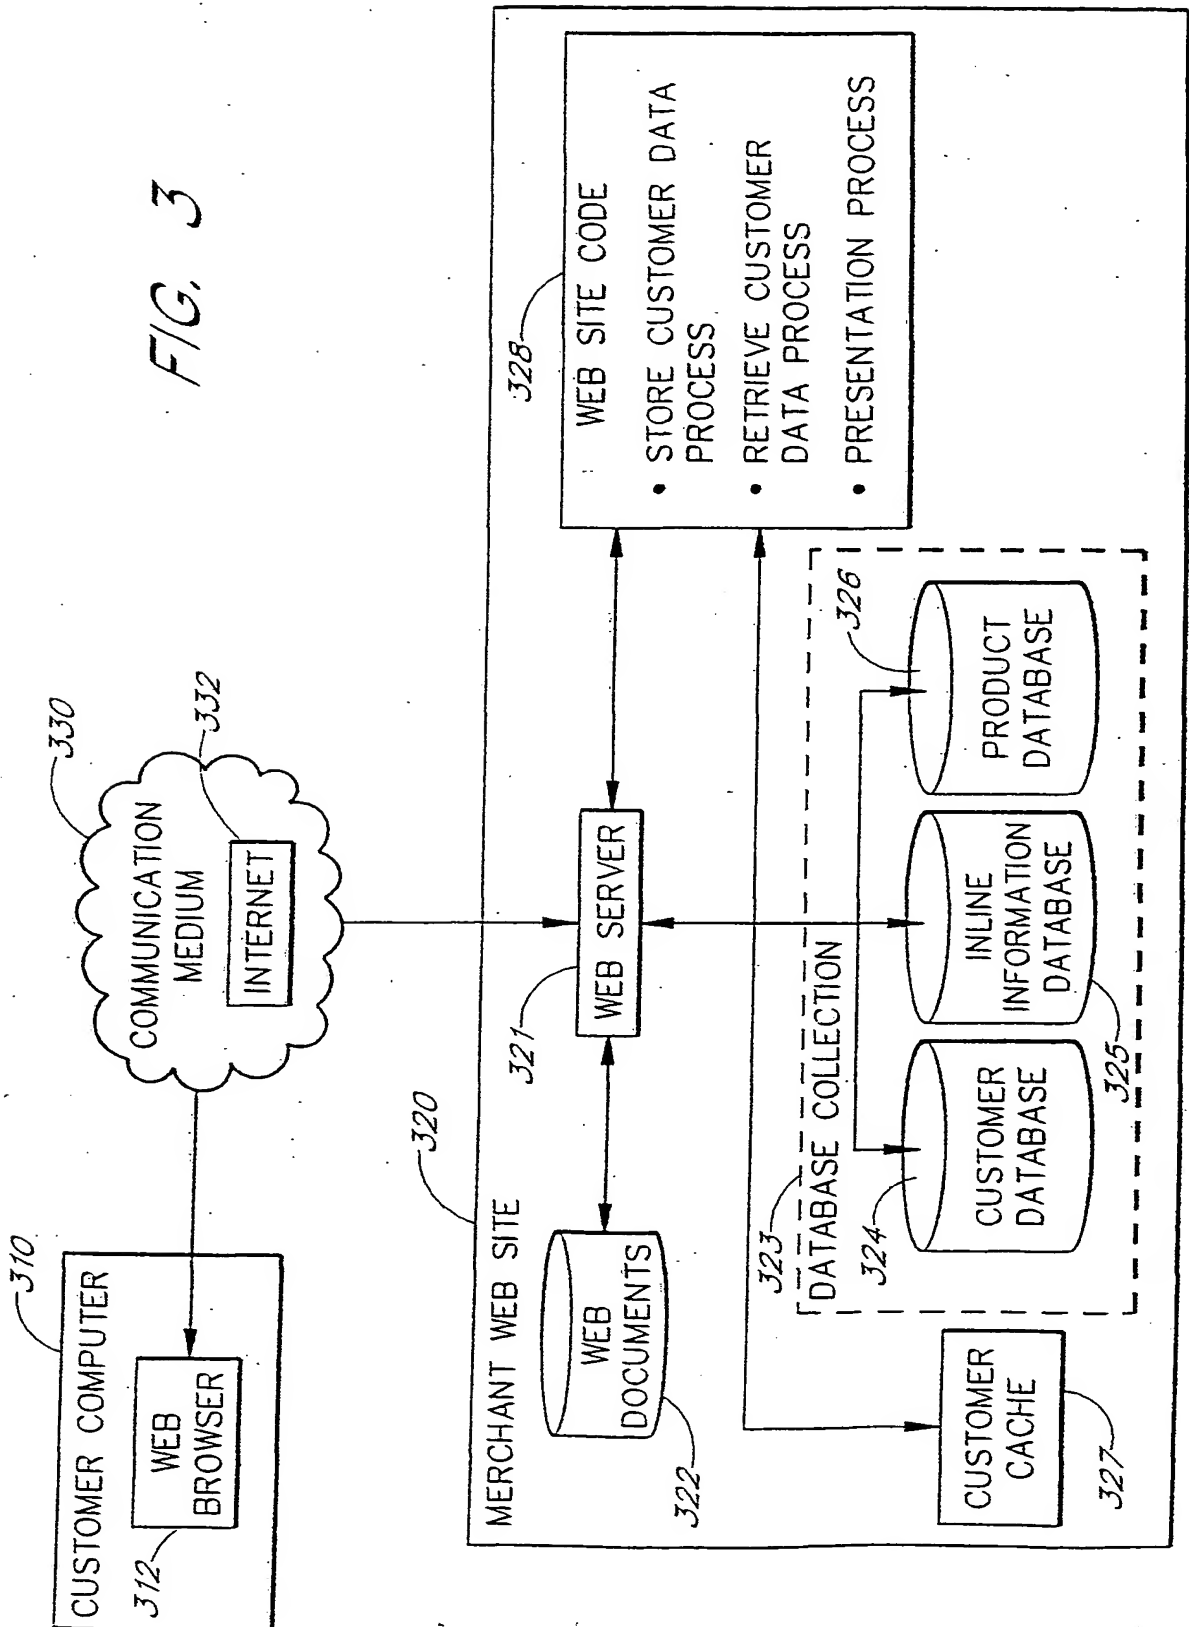 FIG. 3
310
CUSTOMER COMPUTER
WEB
BROWSER
312
330
COMMUNICATION
MEDIUM
332
INTERNET
320
MERCHANT WEB SITE
321
WEB SERVER
WEB
DOCUMENTS
322
328
WEB SITE CODE
• STORE CUSTOMER DATA
PROCESS
• RETRIEVE CUSTOMER
DATA PROCESS
• PRESENTATION PROCESS
323
DATABASE COLLECTION
324
CUSTOMER
DATABASE
INLINE
INFORMATION
DATABASE
325
326
PRODUCT
DATABASE
CUSTOMER
CACHE
327